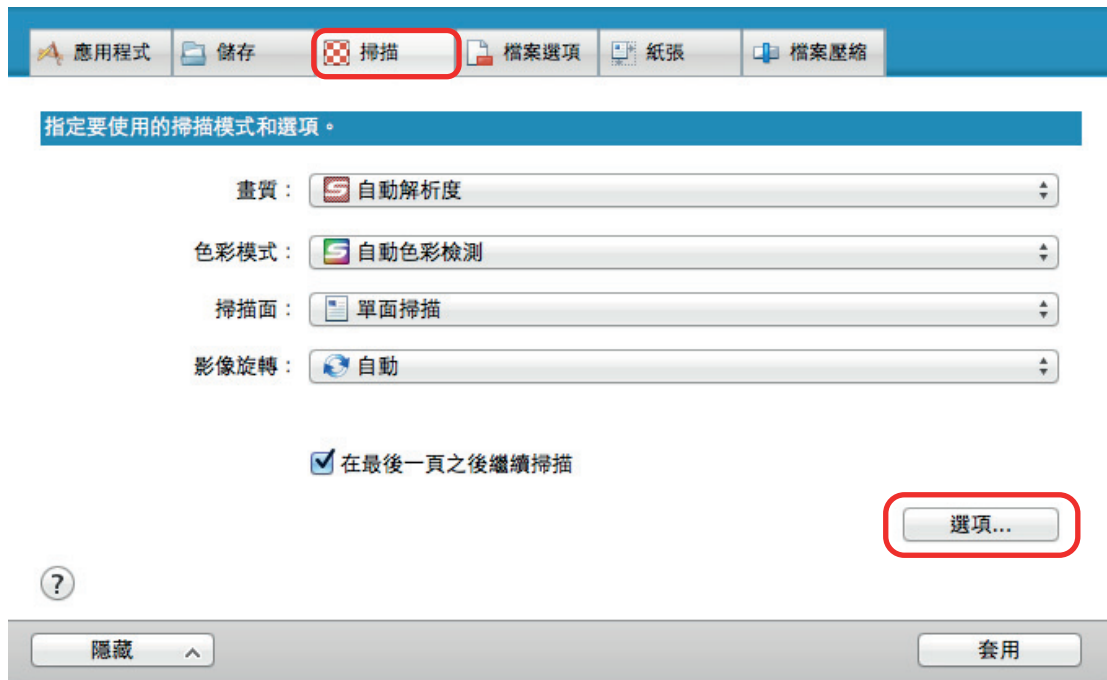 應用程式 儲存 掃描 檔案選項 紙張 檔案壓縮
指定要使用的掃描模式和選項。
畫質： 自動解析度
色彩模式： 自動色彩檢測
掃描面： 單面掃描
影像旋轉： 自動
在最後一頁之後繼續掃描
選項...
?
隱藏 套用